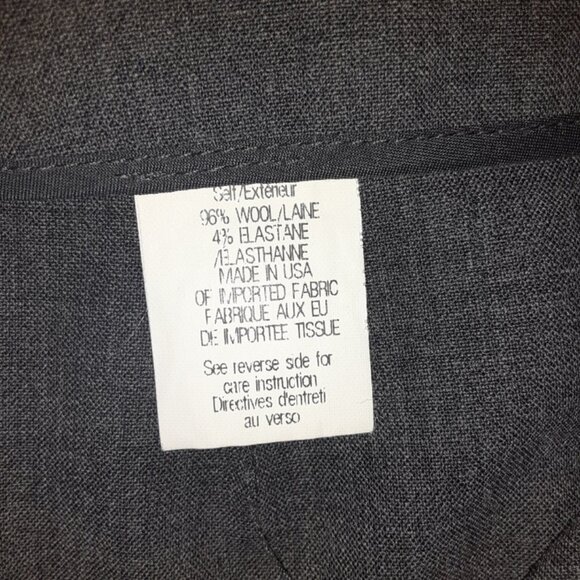 Self/Extérieur
96% WOOL/LAINE
4% ELASTANE
/ELASTHANNE
MADE IN USA
OF IMPORTED FABRIC
FABRIQUE AUX EU
DE IMPORTEE TISSUE
See reverse side for
care instruction
Directives d'entreti
au verso